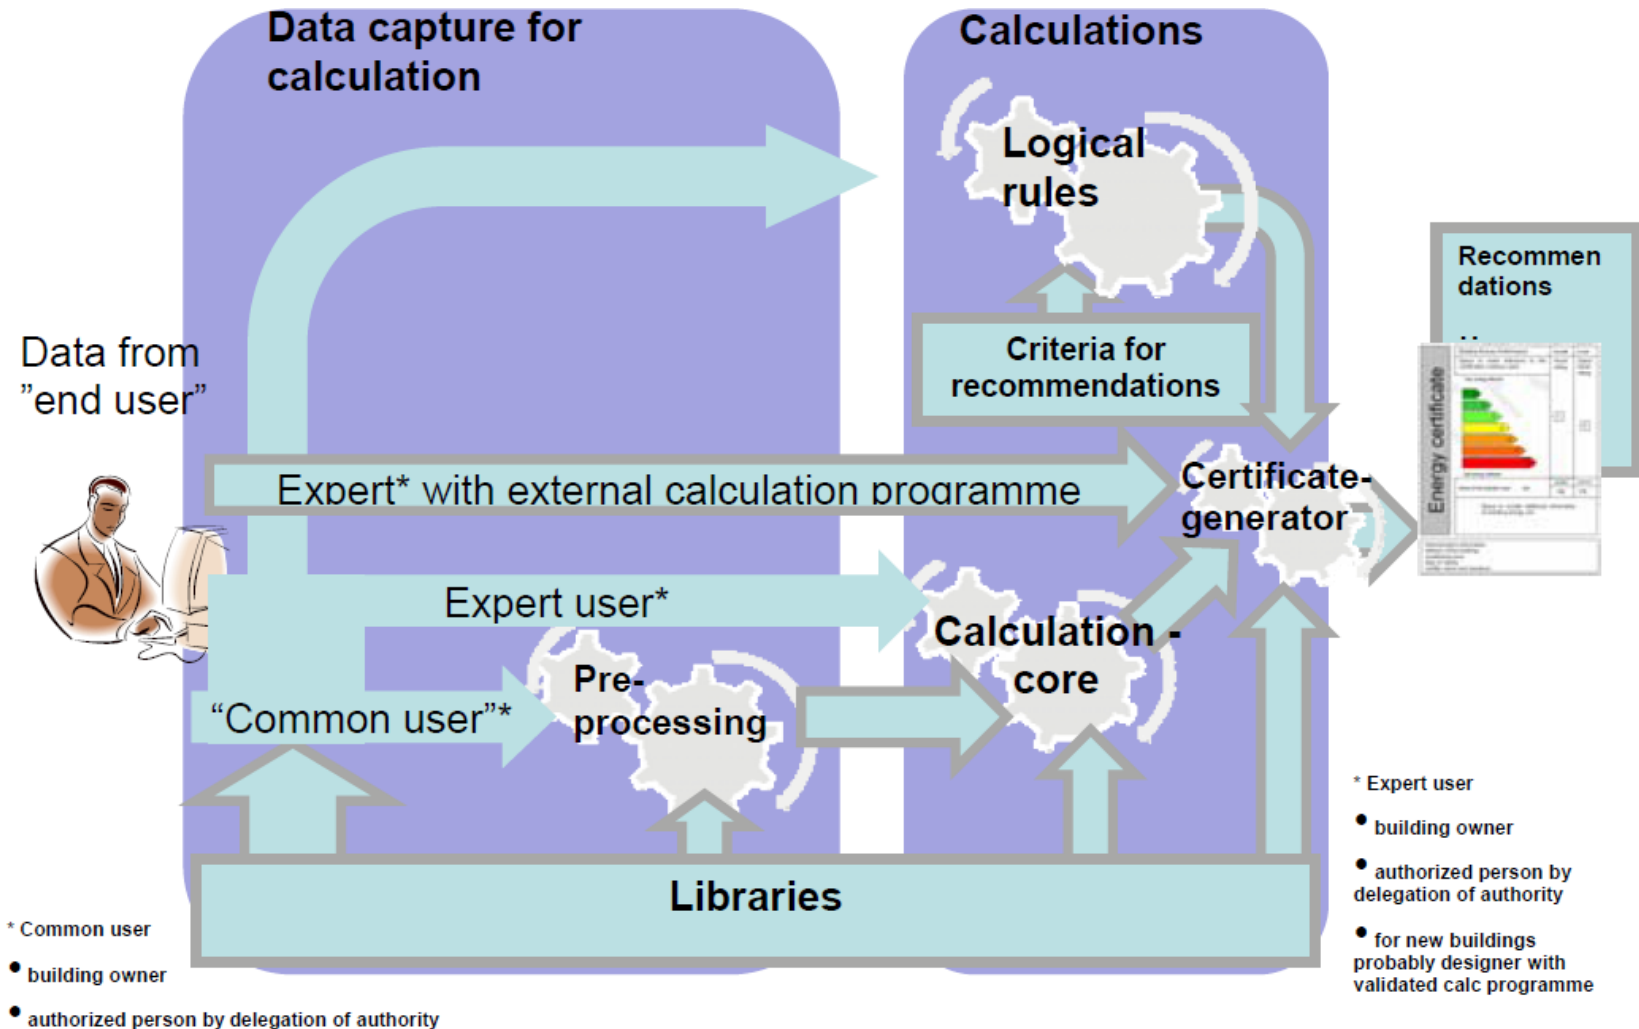 Data capture for
calculation
Calculations
Logical
rules
Recommen
dations
Criteria for
recommendations
Data from
”end user”
Energy certificate
Expert* with external calculation programme
Certificate-
generator
Expert user*
Calculation -
core
Pre-
processing
“Common user”*
Libraries
* Expert user
• building owner
• authorized person by
delegation of authority
• for new buildings
probably designer with
validated calc programme
* Common user
• building owner
• authorized person by delegation of authority